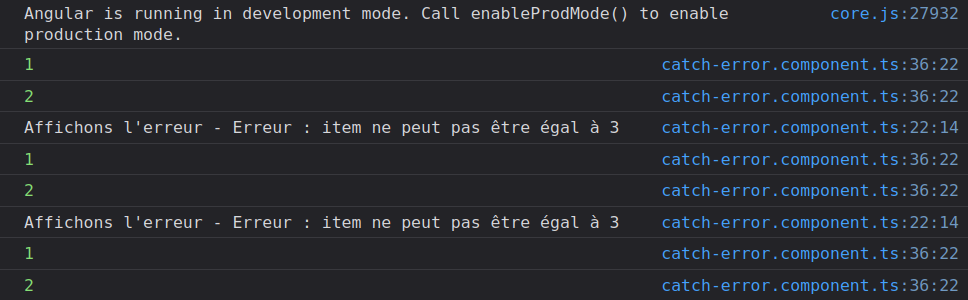 Angular is running in development mode. Call enableProdMode() to enable core.js:27932
production mode.
1 catch-error.component.ts:36:22
2 catch-error.component.ts:36:22
Affichons l'erreur - Erreur : item ne peut pas être égal à 3 catch-error.component.ts:22:14
1 catch-error.component.ts:36:22
2 catch-error.component.ts:36:22
Affichons l'erreur - Erreur : item ne peut pas être égal à 3 catch-error.component.ts:22:14
1 catch-error.component.ts:36:22
2 catch-error.component.ts:36:22